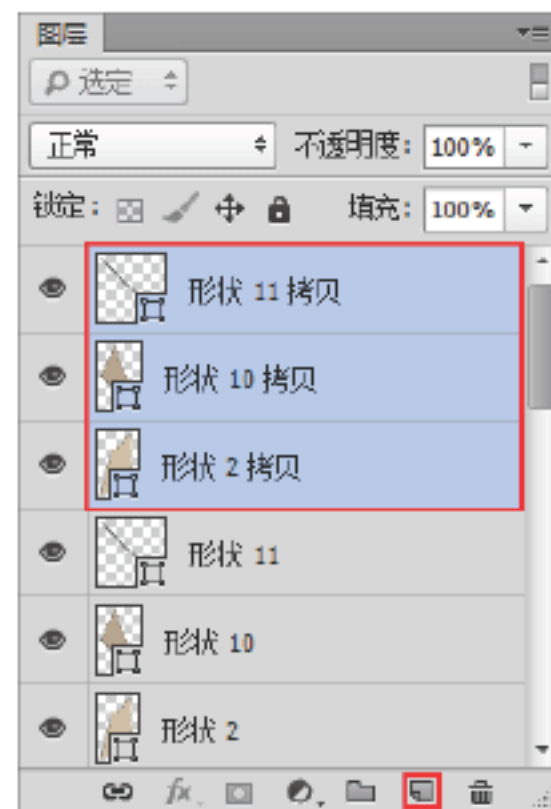 图层
选定
正常 不透明度: 100%
锁定: 填充: 100%
形状 11 拷贝
形状 10 拷贝
形状 2 拷贝
形状 11
形状 10
形状 2
fx